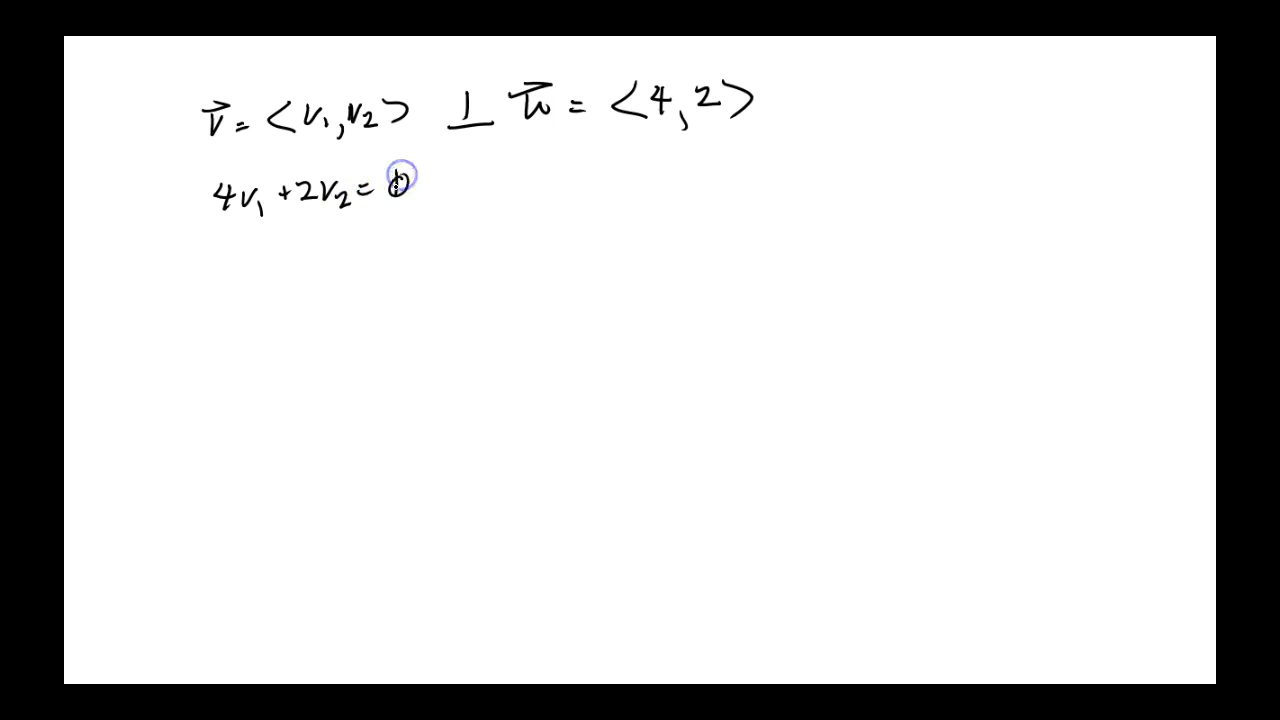 v⃗ = <v₁, v₂> ⊥ w⃗ = <4, 2>
4v₁ + 2v₂ = 0